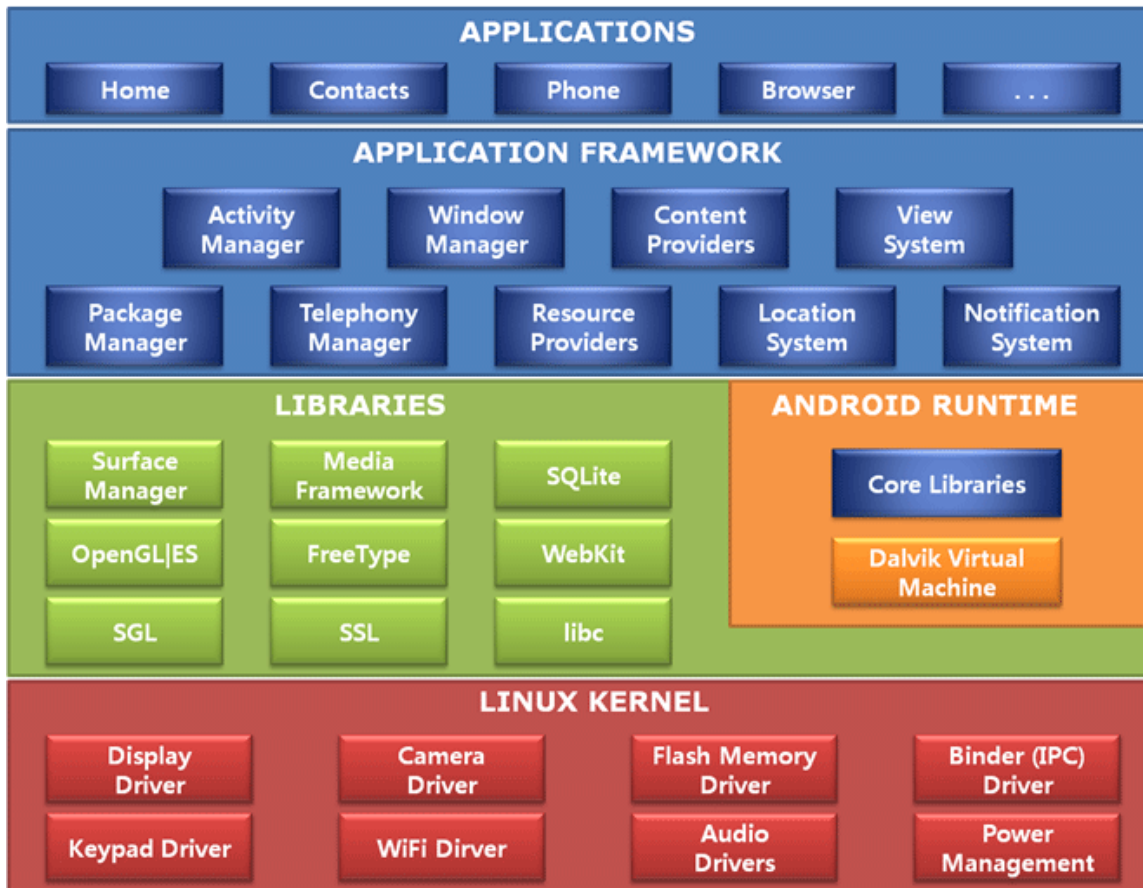 APPLICATIONS
Home
Contacts
Phone
Browser
. . .
APPLICATION FRAMEWORK
Activity
Manager
Window
Manager
Content
Providers
View
System
Package
Manager
Telephony
Manager
Resource
Providers
Location
System
Notification
System
LIBRARIES
Surface
Manager
Media
Framework
SQLite
OpenGL|ES
FreeType
WebKit
SGL
SSL
libc
ANDROID RUNTIME
Core Libraries
Dalvik Virtual
Machine
LINUX KERNEL
Display
Driver
Camera
Driver
Flash Memory
Driver
Binder (IPC)
Driver
Keypad Driver
WiFi Dirver
Audio
Drivers
Power
Management